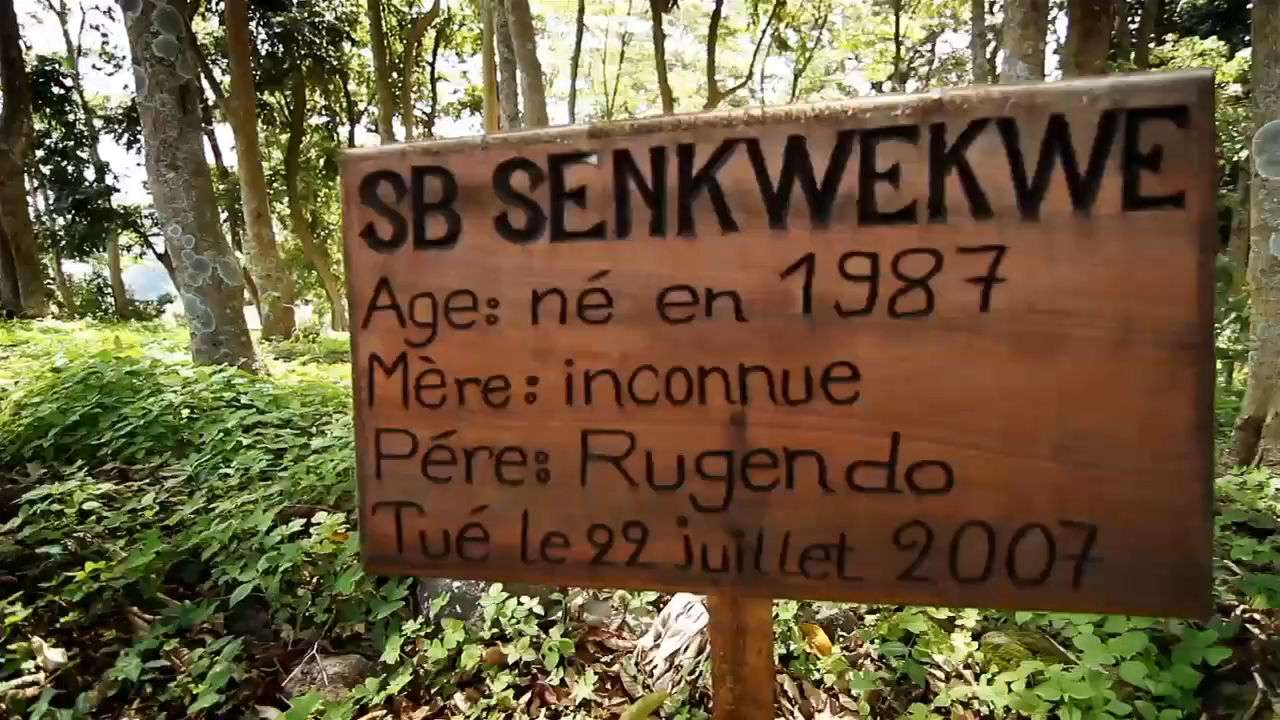 SB SENKWEKWE
Age: né en 1987
Mère: inconnue
Pére: Rugendo
Tué le 22 juillet 2007